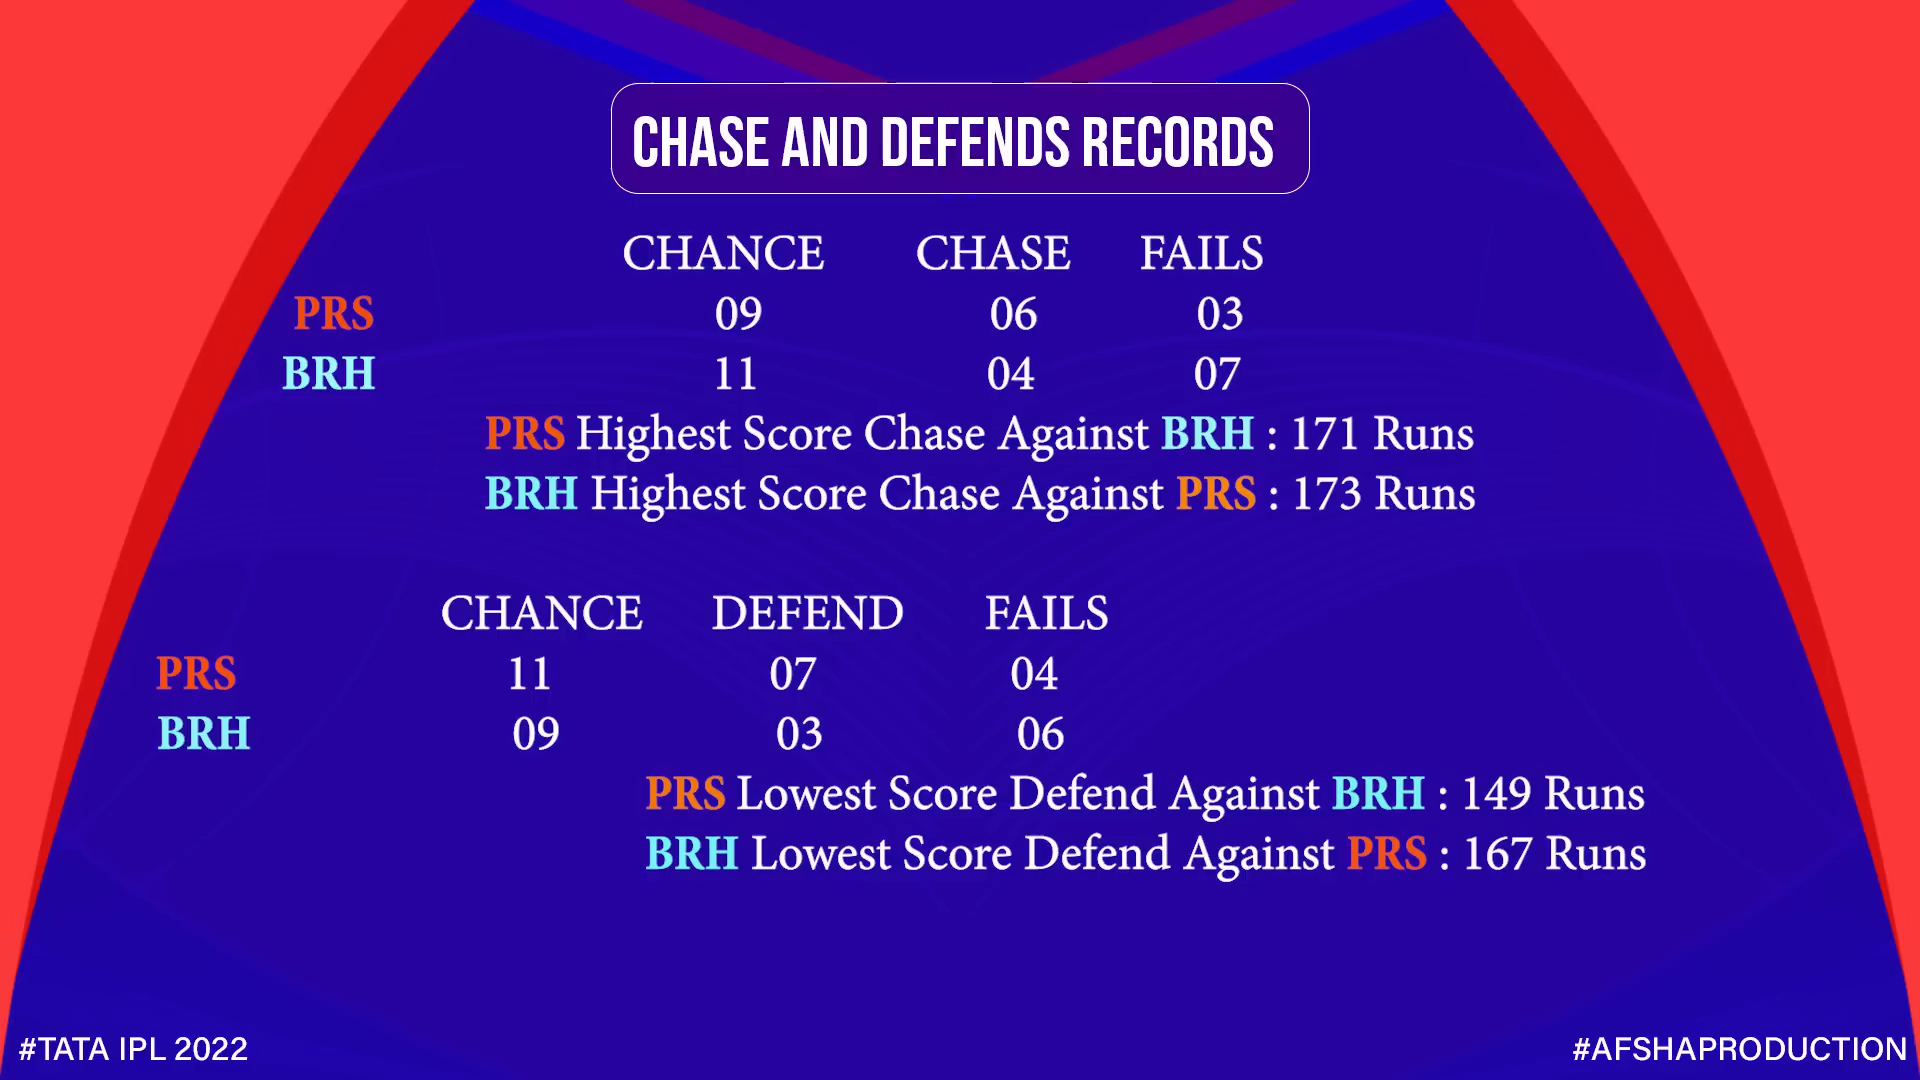 CHASE AND DEFENDS RECORDS
CHANCE CHASE FAILS
PRS 09 06 03
BRH 11 04 07
PRS Highest Score Chase Against BRH : 171 Runs
BRH Highest Score Chase Against PRS : 173 Runs
CHANCE DEFEND FAILS
PRS 11 07 04
BRH 09 03 06
PRS Lowest Score Defend Against BRH : 149 Runs
BRH Lowest Score Defend Against PRS : 167 Runs
#TATA IPL 2022 #AFSHAPRODUCTION